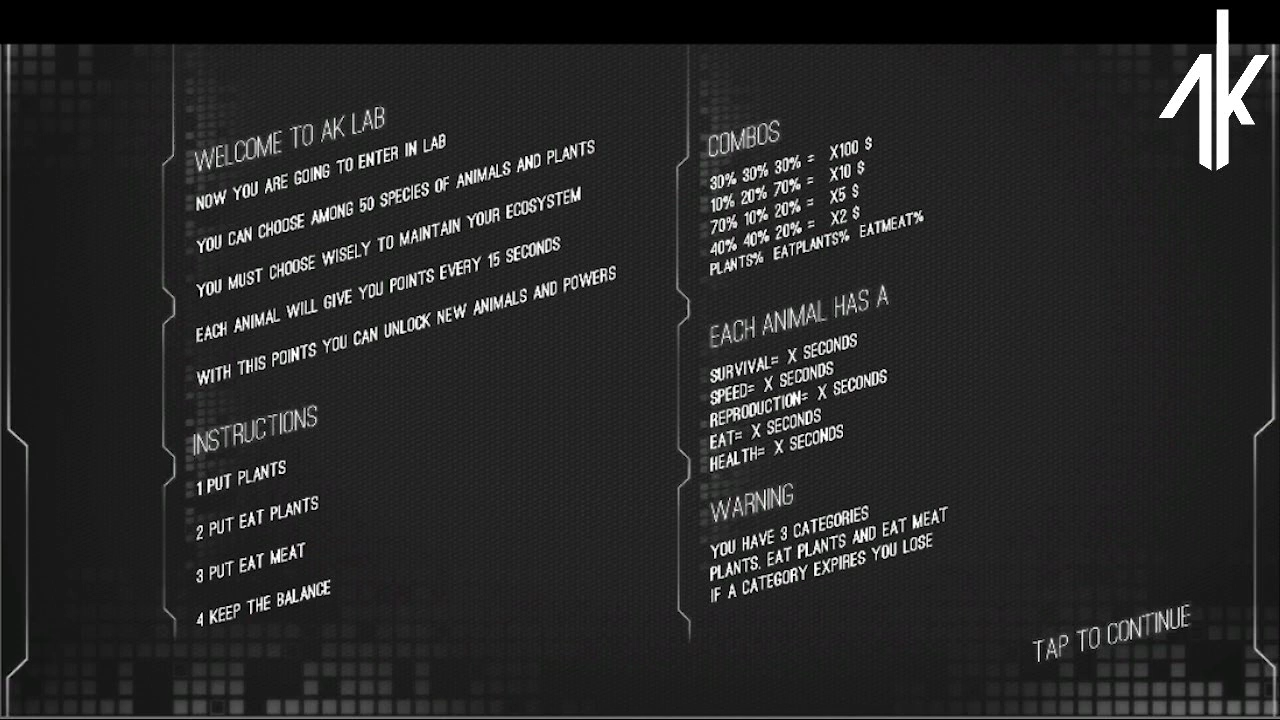 WELCOME TO AK LAB
NOW YOU ARE GOING TO ENTER IN LAB
YOU CAN CHOOSE AMONG 50 SPECIES OF ANIMALS AND PLANTS
YOU MUST CHOOSE WISELY TO MAINTAIN YOUR ECOSYSTEM
EACH ANIMAL WILL GIVE YOU POINTS EVERY 15 SECONDS
WITH THIS POINTS YOU CAN UNLOCK NEW ANIMALS AND POWERS
INSTRUCTIONS
1 PUT PLANTS
2 PUT EAT PLANTS
3 PUT EAT MEAT
4 KEEP THE BALANCE
COMBOS
30% 30% 30% = X100 $
10% 20% 70% = X10 $
70% 10% 20% = X5 $
40% 40% 20% = X2 $
PLANTS% EATPLANTS% EATMEAT%
EACH ANIMAL HAS A
SURVIVAL= X SECONDS
SPEED= X SECONDS
REPRODUCTION= X SECONDS
EAT= X SECONDS
HEALTH= X SECONDS
WARNING
YOU HAVE 3 CATEGORIES
PLANTS, EAT PLANTS AND EAT MEAT
IF A CATEGORY EXPIRES YOU LOSE
TAP TO CONTINUE
AK